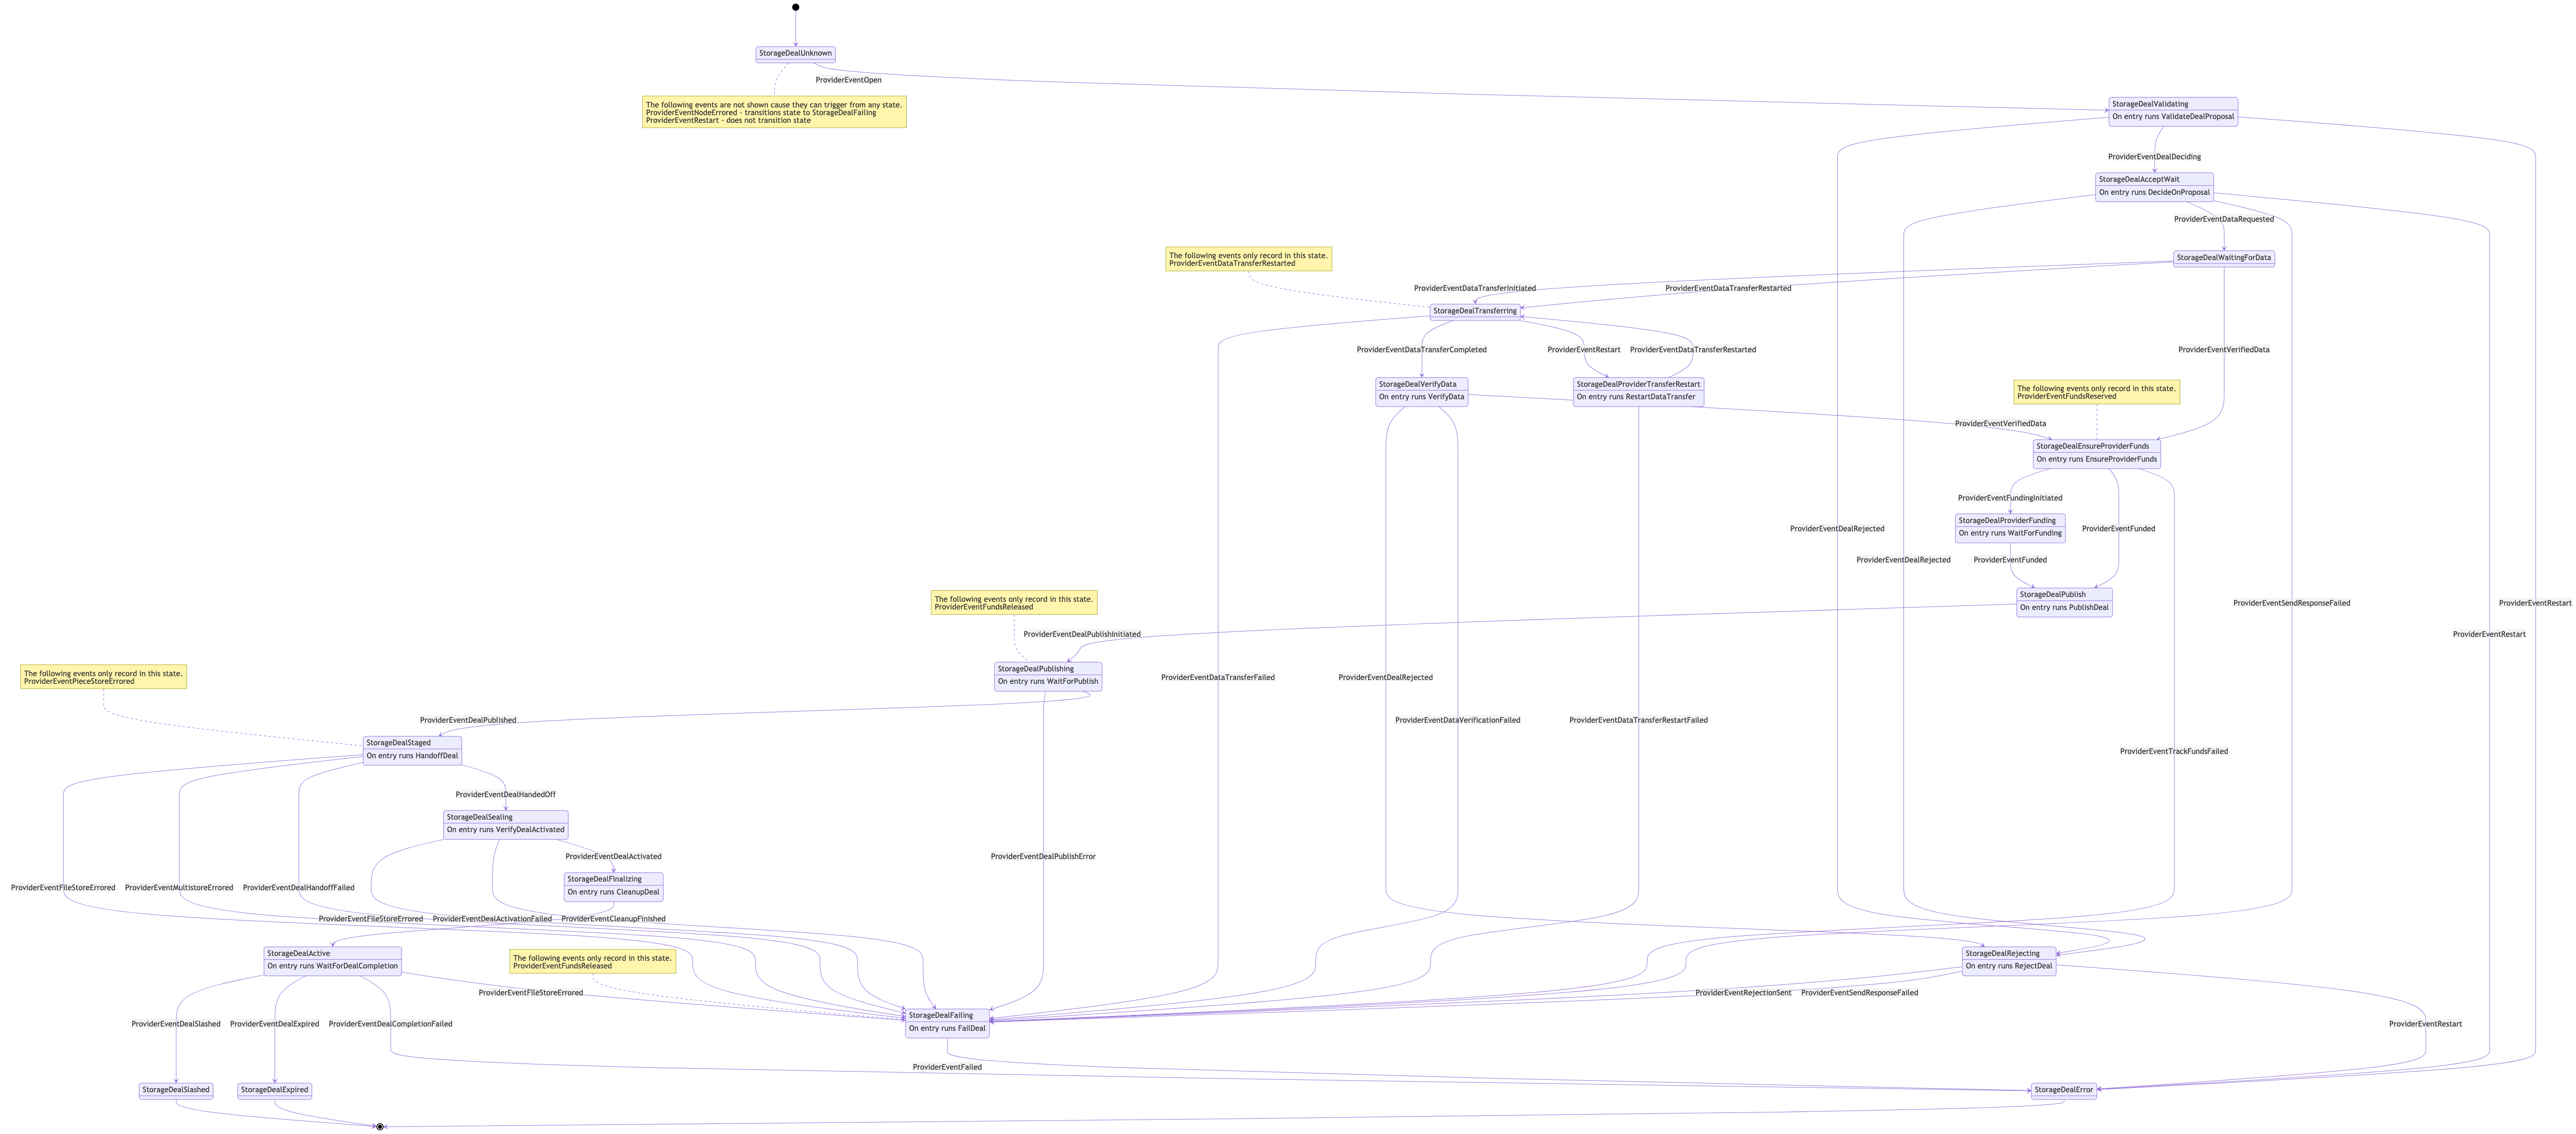 StorageDealUnknown
ProviderEventOpen
The following events are not shown cause they can trigger from any state.
ProviderEventNodeErrored - transitions state to StorageDealFailing
ProviderEventRestart - does not transition state
StorageDealValidating
On entry runs ValidateDealProposal
ProviderEventDealDeciding
StorageDealAcceptWait
On entry runs DecideOnProposal
ProviderEventDataRequested
The following events only record in this state.
ProviderEventDataTransferRestarted
StorageDealWaitingForData
ProviderEventDataTransferInitiated
ProviderEventDataTransferRestarted
StorageDealTransferring
ProviderEventDataTransferCompleted
ProviderEventRestart
ProviderEventDataTransferRestarted
ProviderEventVerifiedData
StorageDealVerifyData
On entry runs VerifyData
StorageDealProviderTransferRestart
On entry runs RestartDataTransfer
The following events only record in this state.
ProviderEventFundsReserved
ProviderEventVerifiedData
StorageDealEnsureProviderFunds
On entry runs EnsureProviderFunds
ProviderEventFundingInitiated
StorageDealProviderFunding
On entry runs WaitForFunding
ProviderEventDealRejected
ProviderEventFunded
ProviderEventDealRejected
ProviderEventFunded
StorageDealPublish
On entry runs PublishDeal
The following events only record in this state.
ProviderEventFundsReleased
ProviderEventSendResponseFailed
ProviderEventRestart
ProviderEventDealPublishInitiated
ProviderEventRestart
StorageDealPublishing
On entry runs WaitForPublish
The following events only record in this state.
ProviderEventPieceStoreErrored
ProviderEventDataTransferFailed
ProviderEventDealRejected
ProviderEventDealPublished
ProviderEventDataVerificationFailed
ProviderEventDataTransferRestartFailed
StorageDealStaged
On entry runs HandoffDeal
ProviderEventTrackFundsFailed
ProviderEventDealHandedOff
StorageDealSealing
On entry runs VerifyDealActivated
ProviderEventDealActivated
ProviderEventDealPublishError
StorageDealFinalizing
On entry runs CleanupDeal
ProviderEventFileStoreErrored
ProviderEventMultistoreErrored
ProviderEventDealHandoffFailed
ProviderEventFileStoreErrored
ProviderEventDealActivationFailed
ProviderEventCleanupFinished
StorageDealActive
On entry runs WaitForDealCompletion
The following events only record in this state.
ProviderEventFundsReleased
StorageDealRejecting
On entry runs RejectDeal
ProviderEventFileStoreErrored
ProviderEventRejectionSent
ProviderEventSendResponseFailed
StorageDealFailing
On entry runs FailDeal
ProviderEventDealSlashed
ProviderEventDealExpired
ProviderEventDealCompletionFailed
ProviderEventRestart
ProviderEventFailed
StorageDealSlashed
StorageDealExpired
StorageDealError